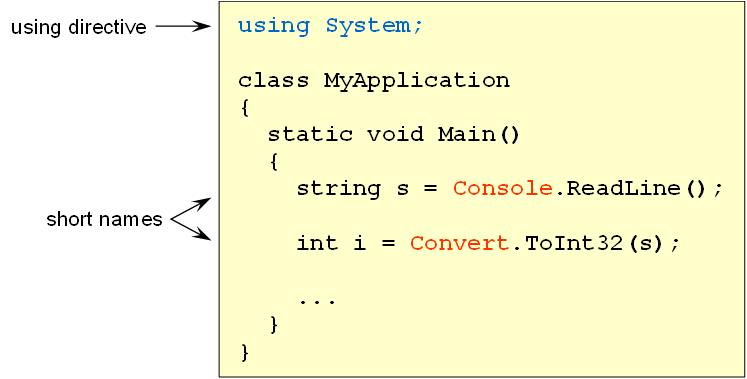 using directive
using System;
class MyApplication
{
static void Main()
{
string s = Console.ReadLine();
short names
int i = Convert.ToInt32(s);
...
}
}